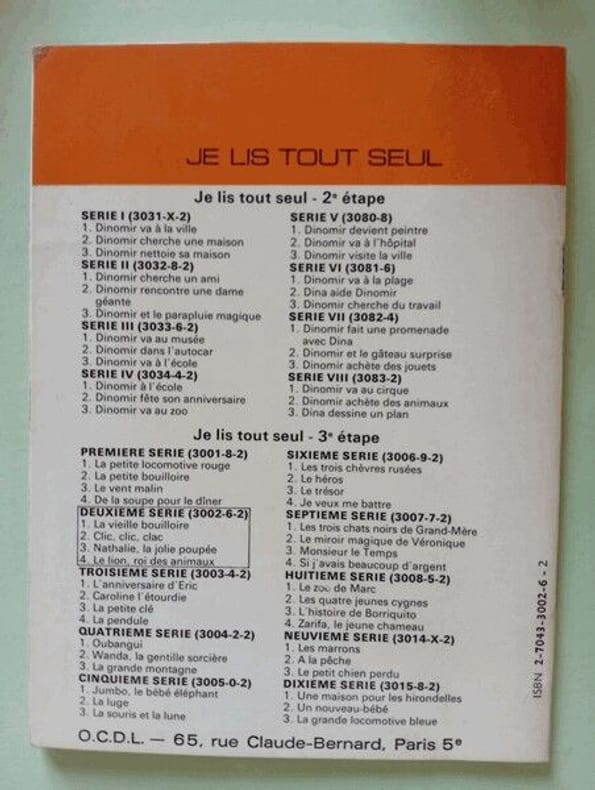 JE LIS TOUT SEUL
Je lis tout seul - 2e étape
SERIE I (3031-X-2)
1. Dinomir va à la ville
2. Dinomir cherche une maison
3. Dinomir nettoie sa maison
SERIE II (3032-8-2)
1. Dinomir cherche un ami
2. Dinomir rencontre une dame
géante
3. Dinomir et le parapluie magique
SERIE III (3033-6-2)
1. Dinomir va au musée
2. Dinomir dans l'autocar
3. Dinomir va à l'école
SERIE IV (3034-4-2)
1. Dinomir à l'école
2. Dinomir fête son anniversaire
3. Dinomir va au zoo
SERIE V (3080-8)
1. Dinomir devient peintre
2. Dinomir va à l'hôpital
3. Dinomir visite la ville
SERIE VI (3081-6)
1. Dinomir va à la plage
2. Dina aide Dinomir
3. Dinomir cherche du travail
SERIE VII (3082-4)
1. Dinomir fait une promenade
avec Dina
2. Dinomir et le gâteau surprise
3. Dinomir achète des jouets
SERIE VIII (3083-2)
1. Dinomir va au cirque
2. Dinomir achète des animaux
3. Dina dessine un plan
Je lis tout seul - 3e étape
PREMIERE SERIE (3001-8-2)
1. La petite locomotive rouge
2. La petite bouilloire
3. Le vent malin
4. De la soupe pour le dîner
DEUXIEME SERIE (3002-6-2)
1. La vieille bouilloire
2. Clic, clic, clac
3. Nathalie, la jolie poupée
4. Le lion, roi des animaux
TROISIEME SERIE (3003-4-2)
1. L'anniversaire d'Eric
2. Caroline l'étourdie
3. La petite clé
4. La pendule
QUATRIEME SERIE (3004-2-2)
1. Oubangui
2. Wanda, la gentille sorcière
3. La grande montagne
CINQUIEME SERIE (3005-0-2)
1. Jumbo, le bébé éléphant
2. La luge
3. La souris et la lune
SIXIEME SERIE (3006-9-2)
1. Les trois chèvres rusées
2. Le héros
3. Le trésor
4. Je veux me battre
SEPTIEME SERIE (3007-7-2)
1. Les trois chats noirs de Grand-Mère
2. Le miroir magique de Véronique
3. Monsieur le Temps
4. Si j'avais beaucoup d'argent
HUITIEME SERIE (3008-5-2)
1. Le zoo de Marc
2. Les quatre jeunes cygnes
3. L'histoire de Borriquito
4. Zarifa, le jeune chameau
NEUVIEME SERIE (3014-X-2)
1. Les marrons
2. A la pêche
3. Le petit chien perdu
DIXIEME SERIE (3015-8-2)
1. Une maison pour les hirondelles
2. Un nouveau-bébé
3. La grande locomotive bleue
O.C.D.L. — 65, rue Claude-Bernard, Paris 5e
ISBN 2-7043-3002-6 - 2